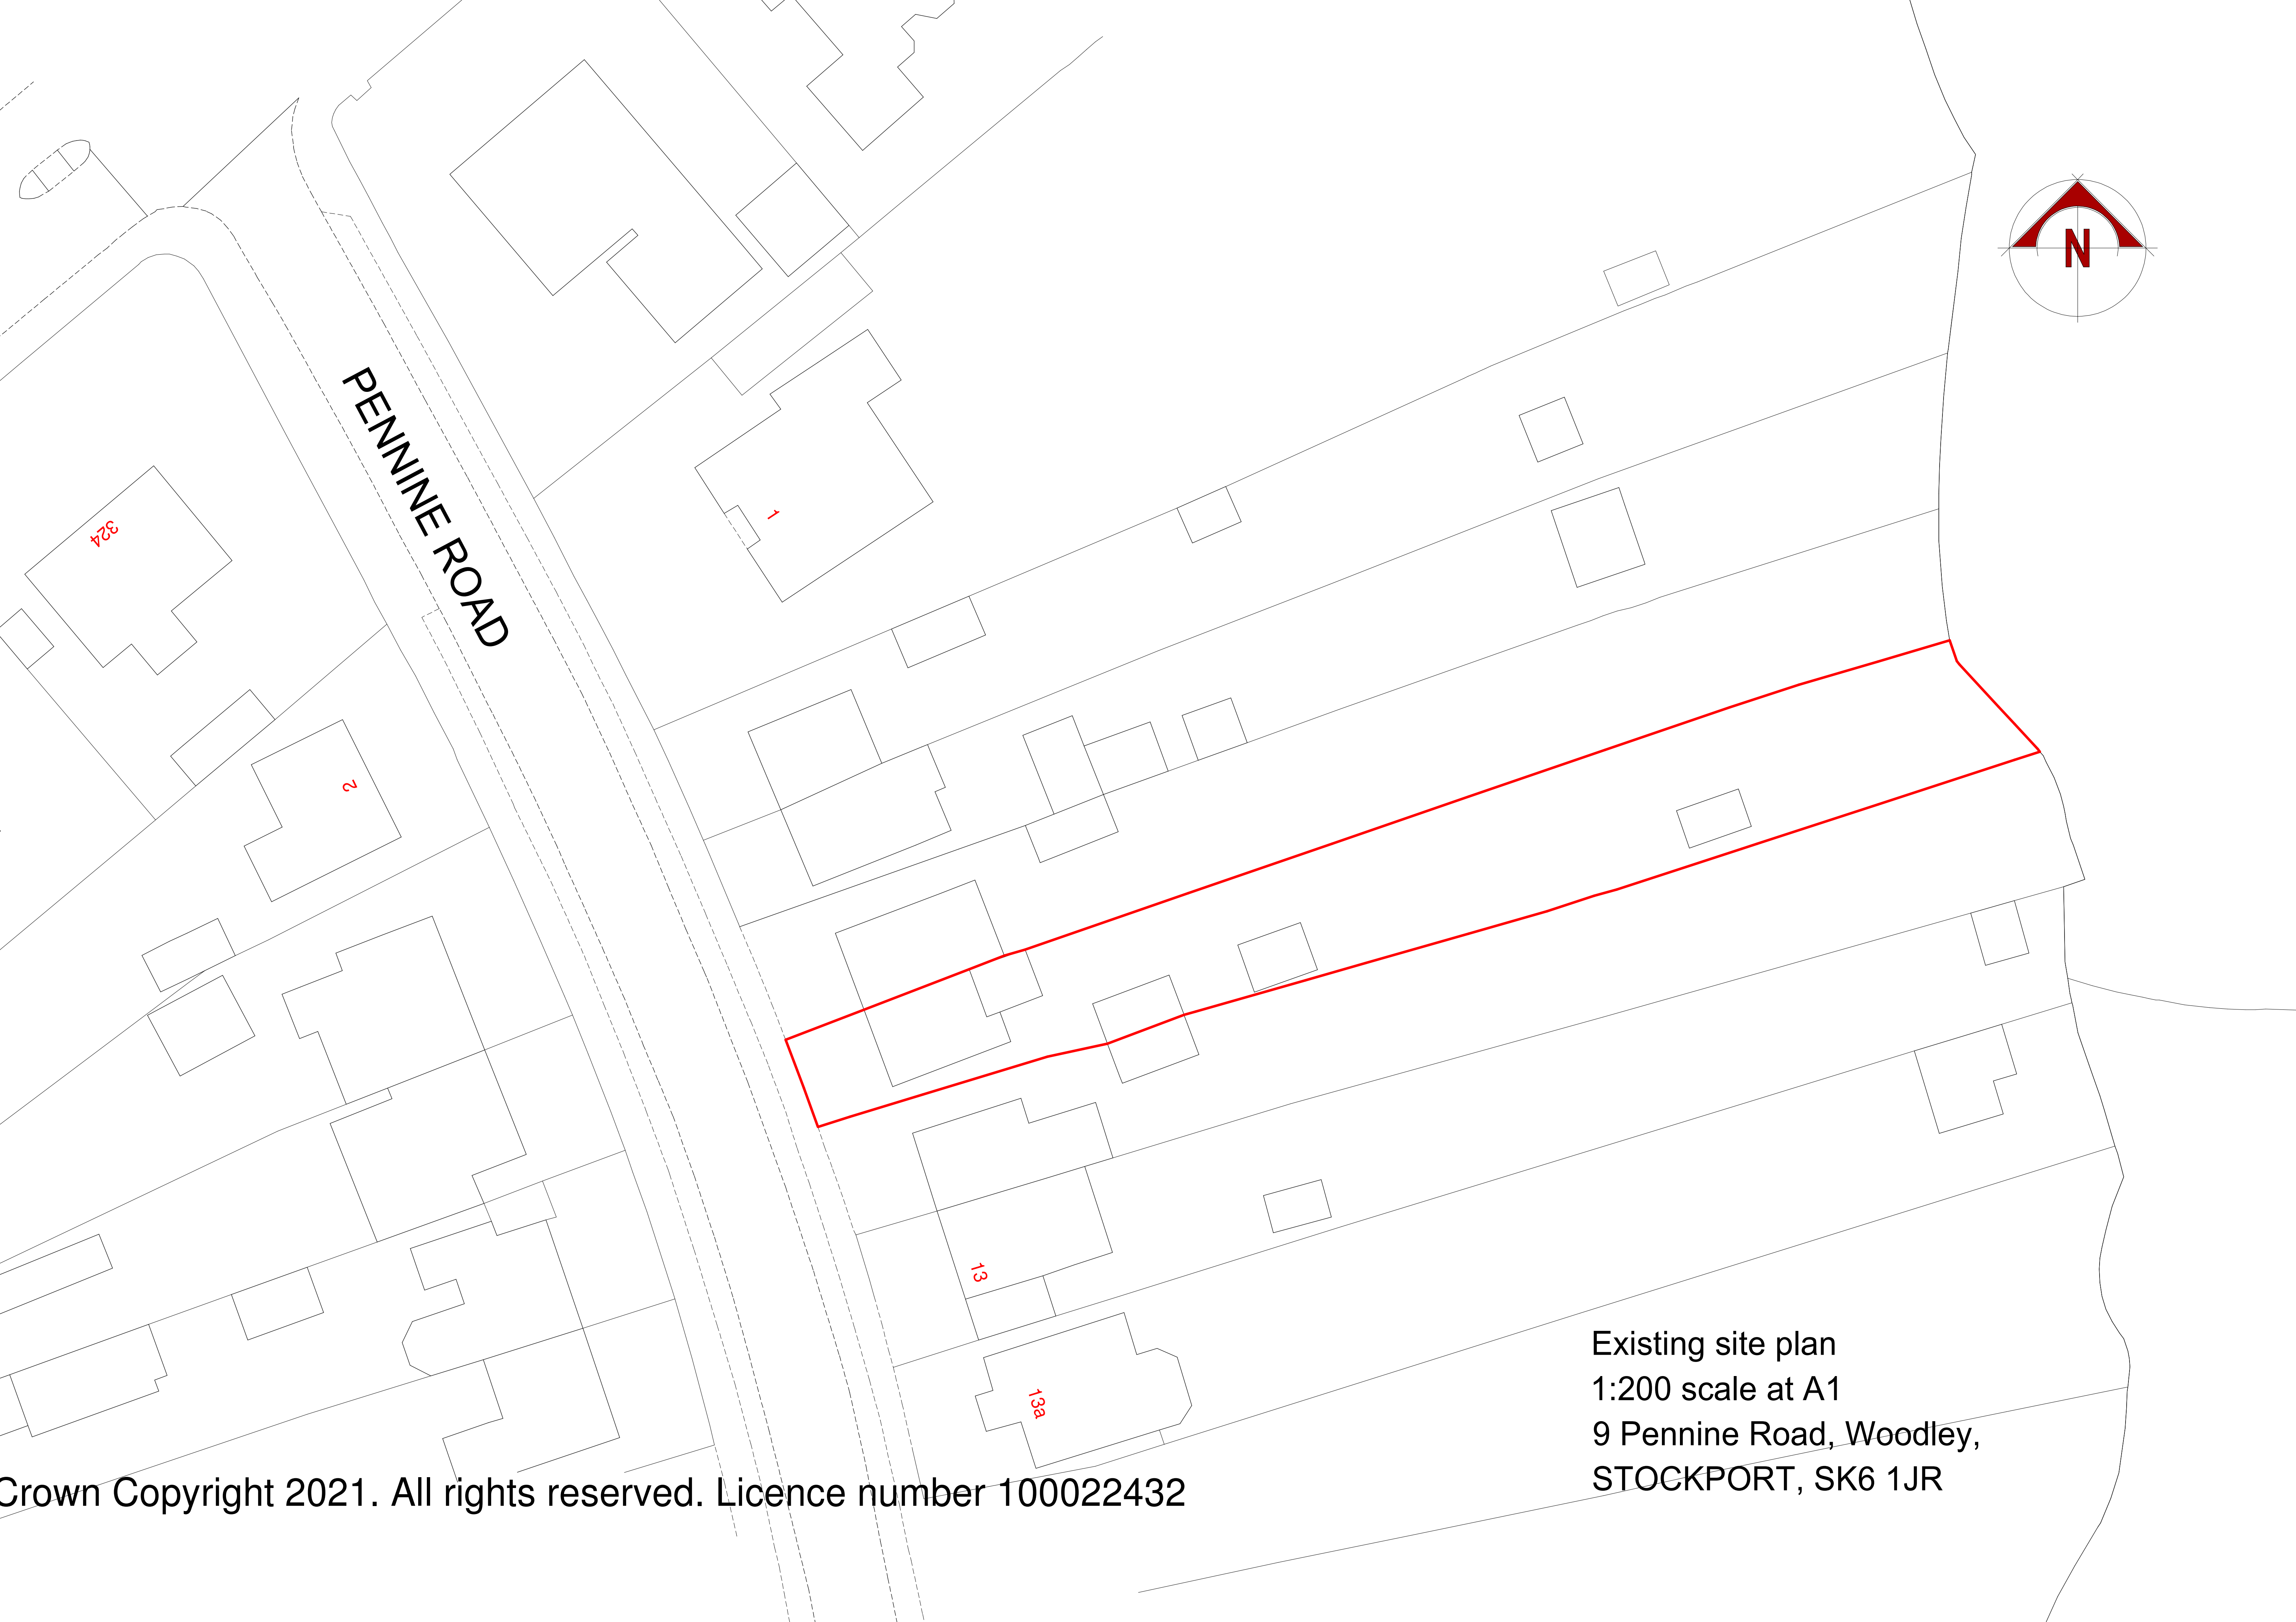 N
PENNINE ROAD
1
324
2
13
13a
Existing site plan
1:200 scale at A1
9 Pennine Road, Woodley,
STOCKPORT, SK6 1JR
Crown Copyright 2021. All rights reserved. Licence number 100022432